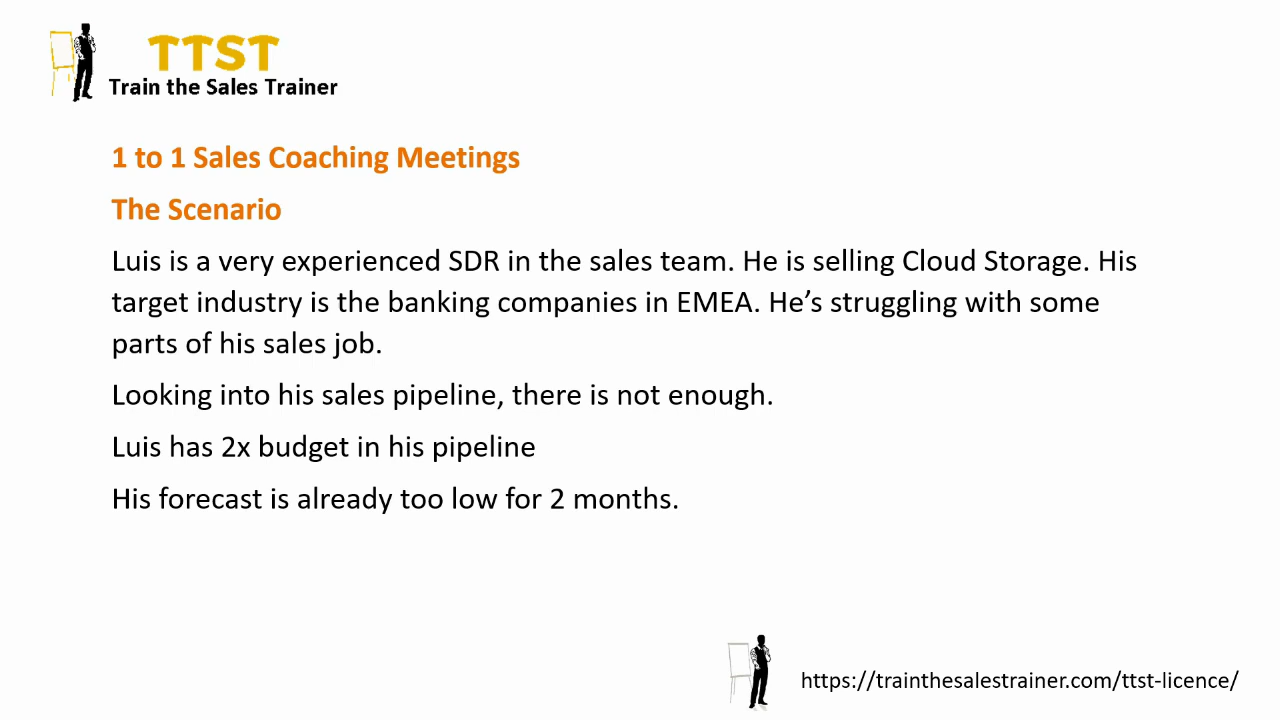 TTST
Train the Sales Trainer
1 to 1 Sales Coaching Meetings
The Scenario
Luis is a very experienced SDR in the sales team. He is selling Cloud Storage. His
target industry is the banking companies in EMEA. He’s struggling with some
parts of his sales job.
Looking into his sales pipeline, there is not enough.
Luis has 2x budget in his pipeline
His forecast is already too low for 2 months.
https://trainthesalestrainer.com/ttst-licence/